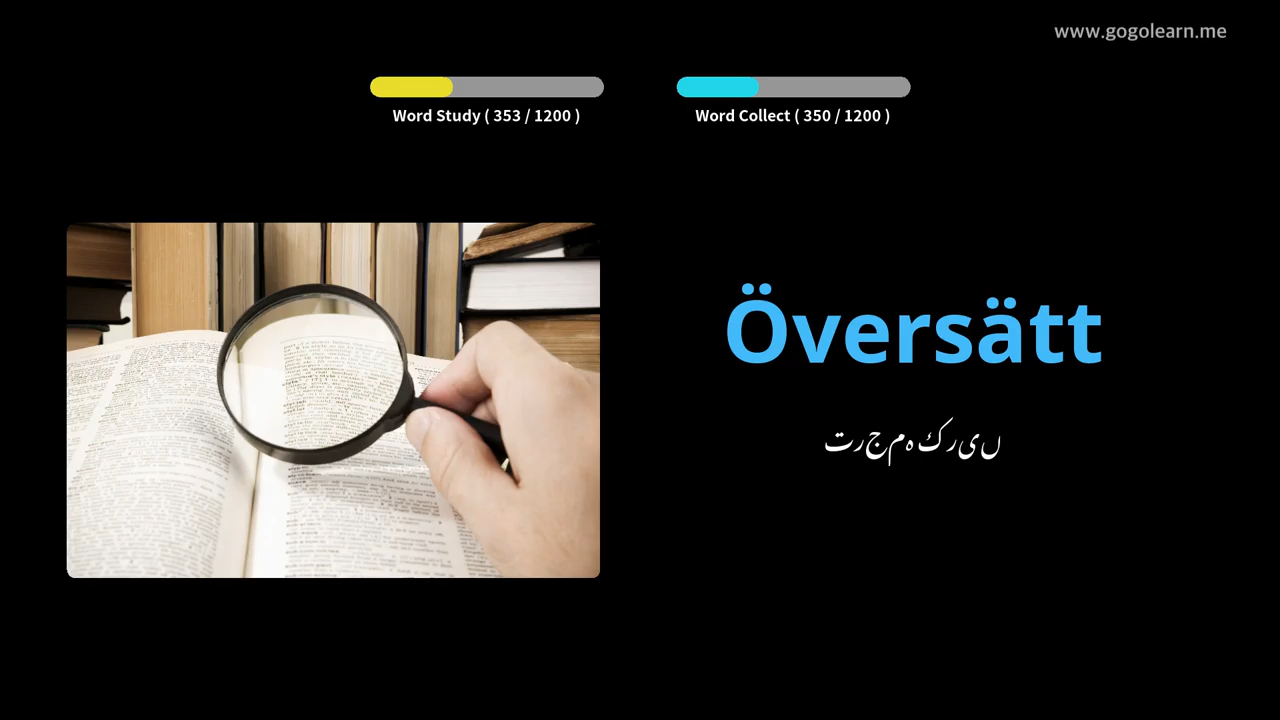 www.gogolearn.me
Word Study ( 353 / 1200 )
Word Collect ( 350 / 1200 )
Översätt
ترجمہ کریں